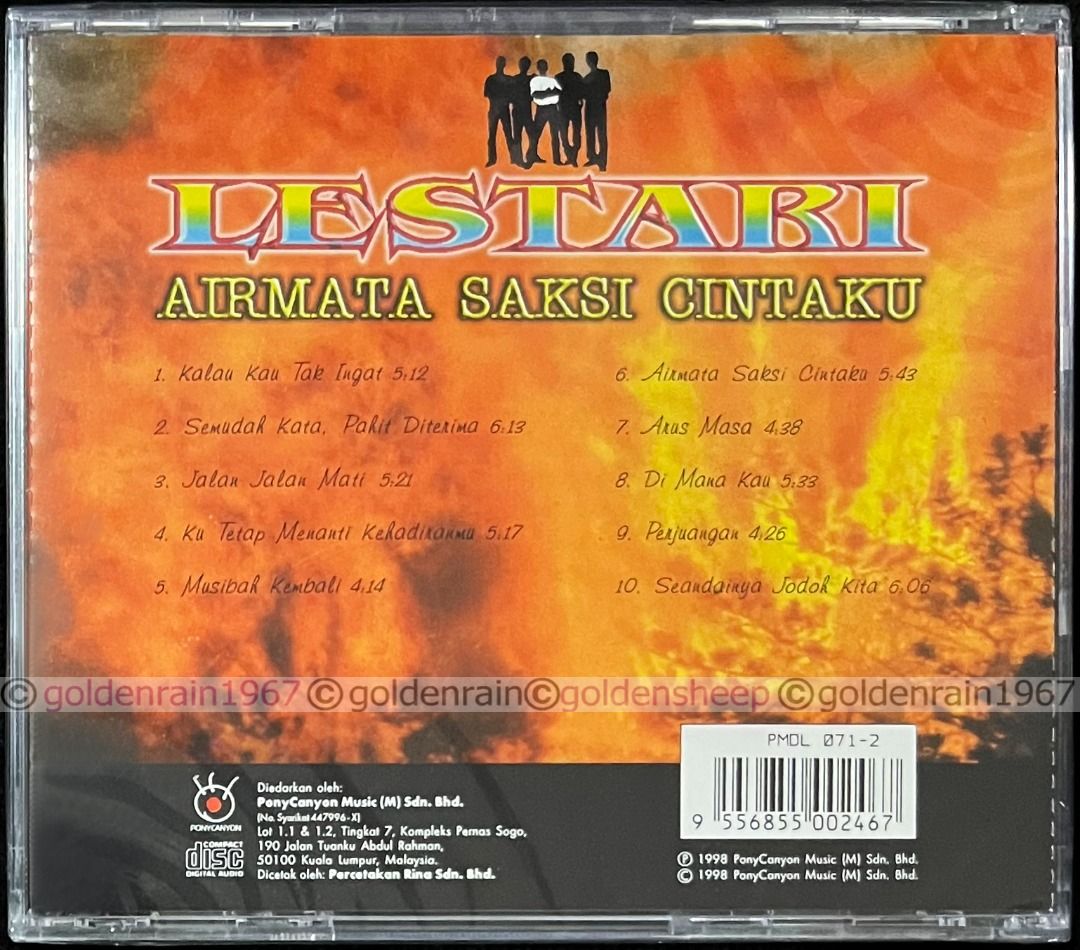 LESTARI
AIRMATA SAKSI CINTAKU
1. Kalau Kau Tak Ingat 5:12
2. Semudah Kata, Pahit Diterima 6:13
3. Jalan Jalan Mati 5:21
4. Ku Tetap Menanti Kehadiranmu 5:17
5. Musibah Kembali 4:14
6. Airmata Saksi Cintaku 5:43
7. Arus Masa 4:38
8. Di Mana Kau 5:33
9. Perjuangan 4:26
10. Seandainya Jodoh Kita 6:06
© goldenrain1967 © goldenrain©goldensheep ©goldenrain1967
PMDL 071-2
9 556855 002467
PONYCANYON
COMPACT
disc
DIGITAL AUDIO
Diedarkan oleh:
PonyCanyon Music (M) Sdn. Bhd.
(No. Syarikat 447996-X)
Lot 1.1 & 1.2, Tingkat 7, Kompleks Pernas Sogo,
190 Jalan Tuanku Abdul Rahman,
50100 Kuala Lumpur, Malaysia.
Dicetak oleh: Percetakan Rina Sdn. Bhd.
℗ 1998 PonyCanyon Music (M) Sdn. Bhd.
© 1998 PonyCanyon Music (M) Sdn. Bhd.